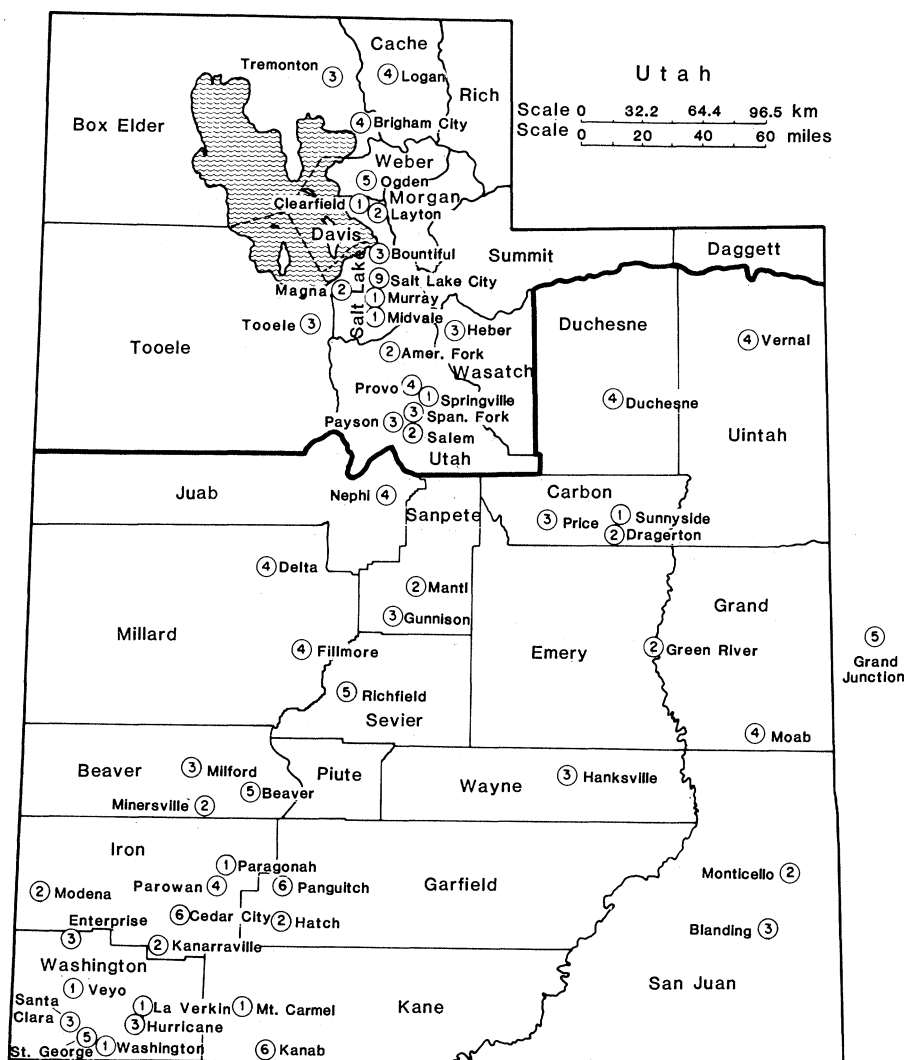 Utah
Scale 0 32.2 64.4 96.5 km
Scale 0 20 40 60 miles
Cache
Tremonton 3
4 Logan
Rich
Box Elder
4 Brigham City
Weber
5 Ogden
Morgan
Clearfield 1
2 Layton
Davis
3 Bountiful
Summit
Daggett
Salt Lake
9 Salt Lake City
Magna 2
1 Murray
1 Midvale
Tooele 3
3 Heber
Duchesne
4 Vernal
Tooele
2 Amer. Fork
Wasatch
Provo 4
1 Springville
4 Duchesne
3 Span. Fork
Payson 3
2 Salem
Uintah
Utah
Juab
Nephi 4
Sanpete
Carbon
3 Price
1 Sunnyside
2 Dragerton
4 Delta
2 Manti
3 Gunnison
Grand
Millard
4 Fillmore
Emery
2 Green River
5
Grand
Junction
5 Richfield
Sevier
4 Moab
Beaver
3 Milford
Piute
Wayne
3 Hanksville
5 Beaver
Minersville 2
Iron
1 Paragonah
2 Modena
Parowan 4
6 Panguitch
Garfield
Monticello 2
6 Cedar City
2 Hatch
Enterprise
3
Blanding 3
2 Kanarraville
Washington
1 Veyo
San Juan
Santa
Clara 3
1 La Verkin
1 Mt. Carmel
Kane
3 Hurricane
St. George 5
1 Washington
6 Kanab